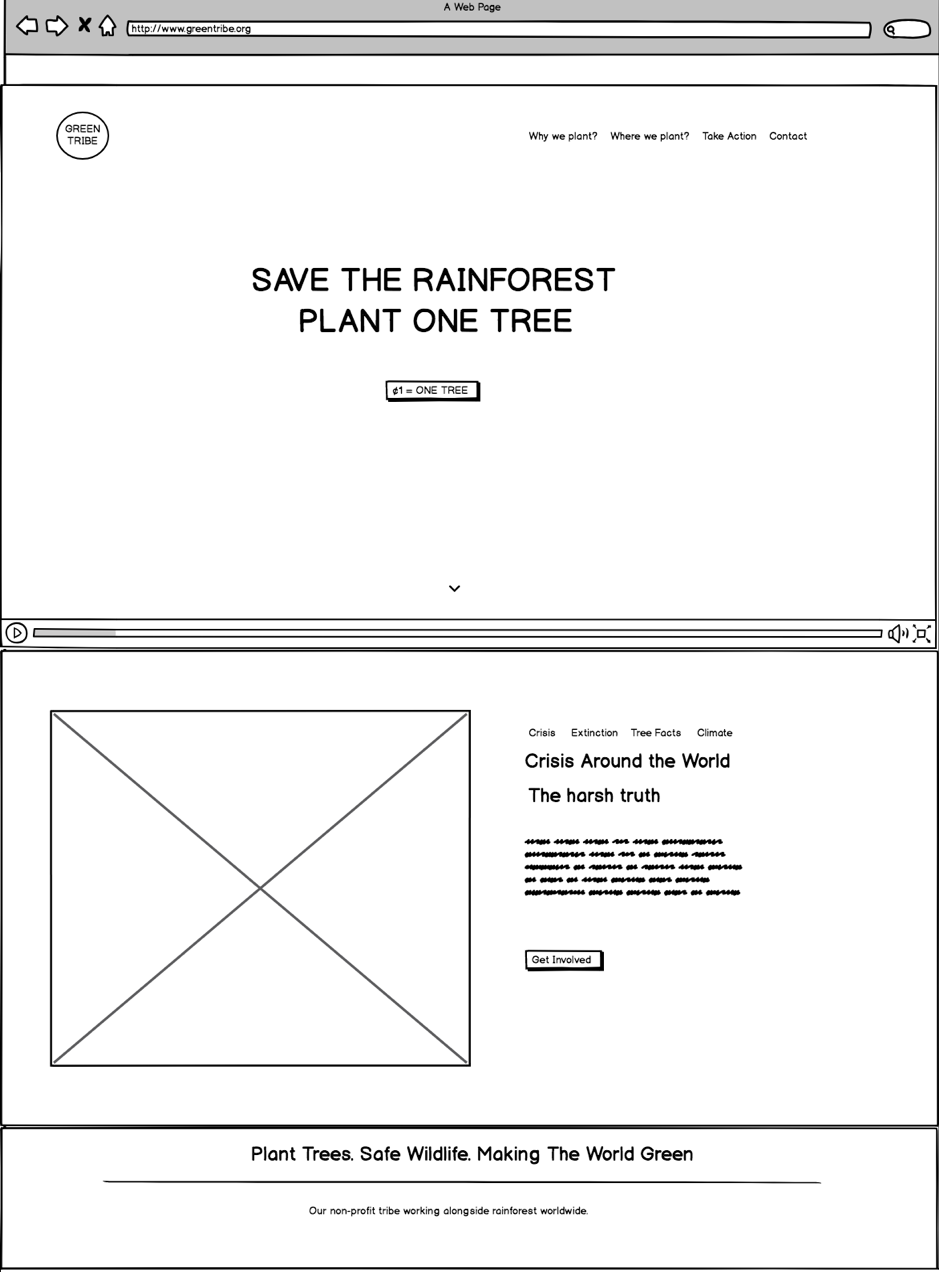 A Web Page
http://www.greentribe.org
GREEN
TRIBE
Why we plant? Where we plant? Take Action Contact
SAVE THE RAINFOREST
PLANT ONE TREE
¢1 = ONE TREE
Crisis Extinction Tree Facts Climate
Crisis Around the World
The harsh truth
Get Involved
Plant Trees. Safe Wildlife. Making The World Green
Our non-profit tribe working alongside rainforest worldwide.